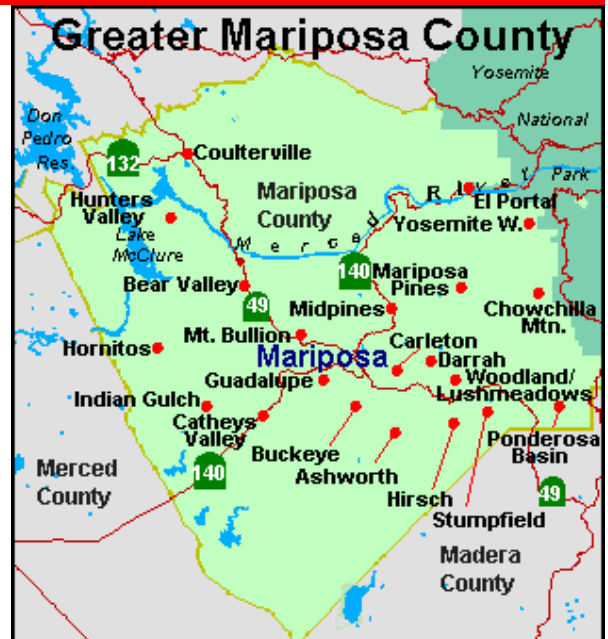 Greater Mariposa County
Yosemite
National
Park
Don
Pedro
Res.
132
Coulterville
Mariposa
County
Merced River
El Portal
Hunters
Valley
Lake
McClure
Yosemite W.
140
Mariposa
Pines
Bear Valley
49
Midpines
Chowchilla
Mtn.
Mt. Bullion
Carleton
Hornitos
Mariposa
Darrah
Guadalupe
Woodland/
Lushmeadows
Indian Gulch
Catheys
Valley
Buckeye
Ashworth
Ponderosa
Basin
Merced
County
140
Hirsch
49
Stumpfield
Madera
County